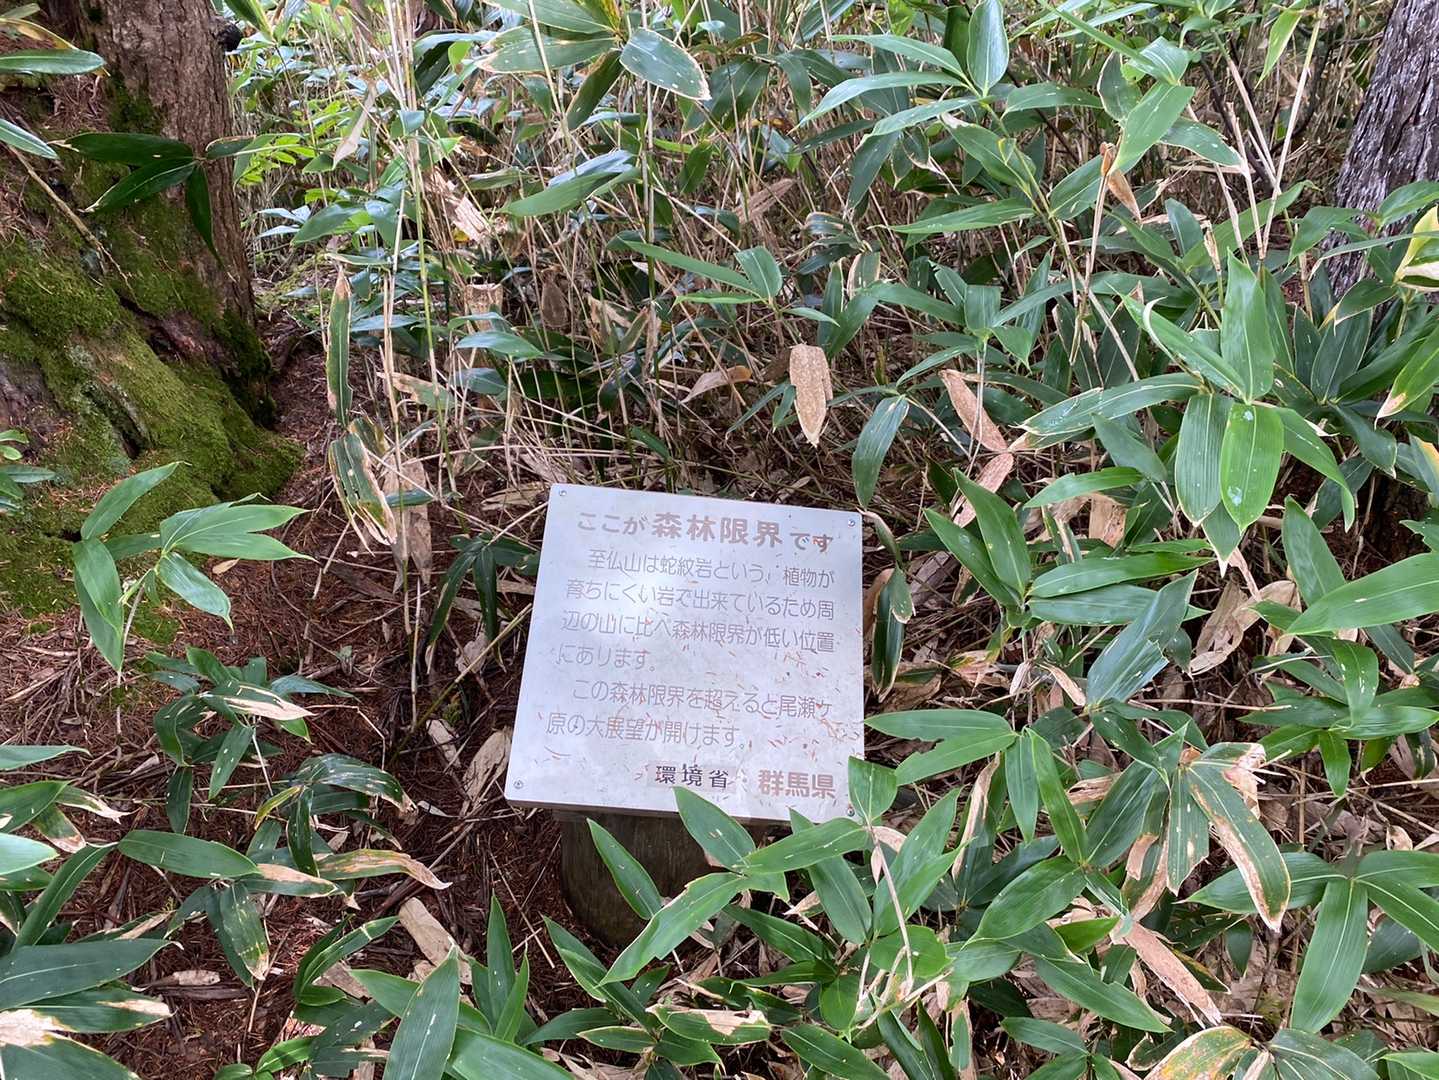 ここが森林限界です
至仏山は蛇紋岩という、植物が
育ちにくい岩で出来ているため周
辺の山に比べ森林限界が低い位置
にあります。
この森林限界を超えると尾瀬ヶ
原の大展望が開けます。
環境省 群馬県